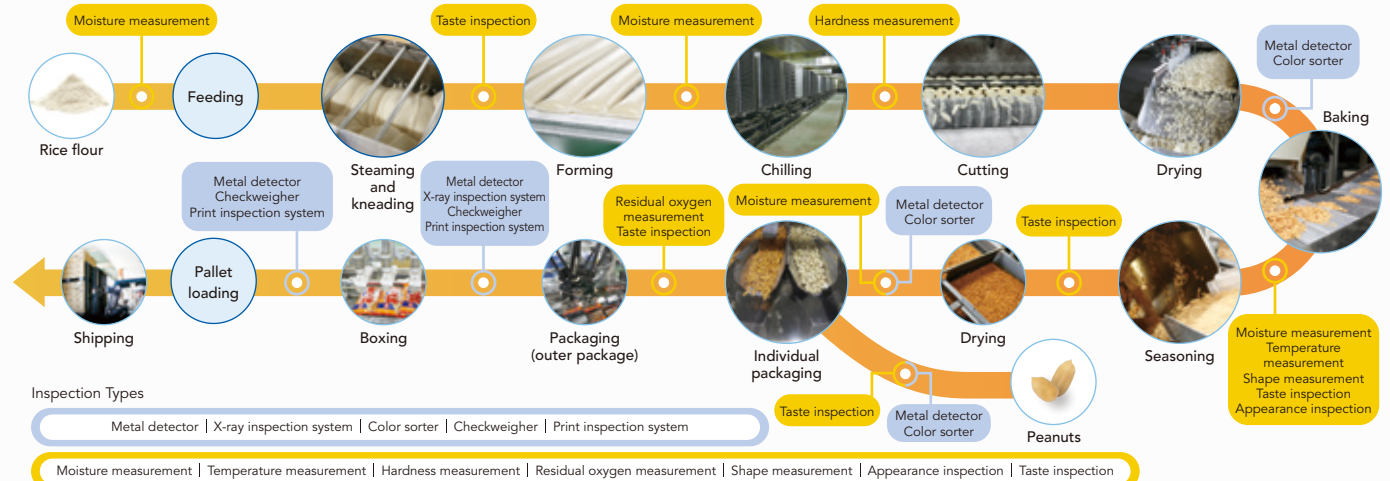 Moisture measurement
Taste inspection
Moisture measurement
Hardness measurement
Metal detector
Color sorter
Feeding
Rice flour
Steaming
and
kneading
Forming
Chilling
Cutting
Drying
Baking
Metal detector
Checkweigher
Print inspection system
Metal detector
X-ray inspection system
Checkweigher
Print inspection system
Residual oxygen
measurement
Taste inspection
Moisture measurement
Metal detector
Color sorter
Taste inspection
Pallet
loading
Shipping
Boxing
Packaging
(outer package)
Individual
packaging
Drying
Seasoning
Moisture measurement
Temperature
measurement
Shape measurement
Taste inspection
Appearance inspection
Taste inspection
Metal detector
Color sorter
Peanuts
Inspection Types
Metal detector | X-ray inspection system | Color sorter | Checkweigher | Print inspection system
Moisture measurement | Temperature measurement | Hardness measurement | Residual oxygen measurement | Shape measurement | Appearance inspection | Taste inspection